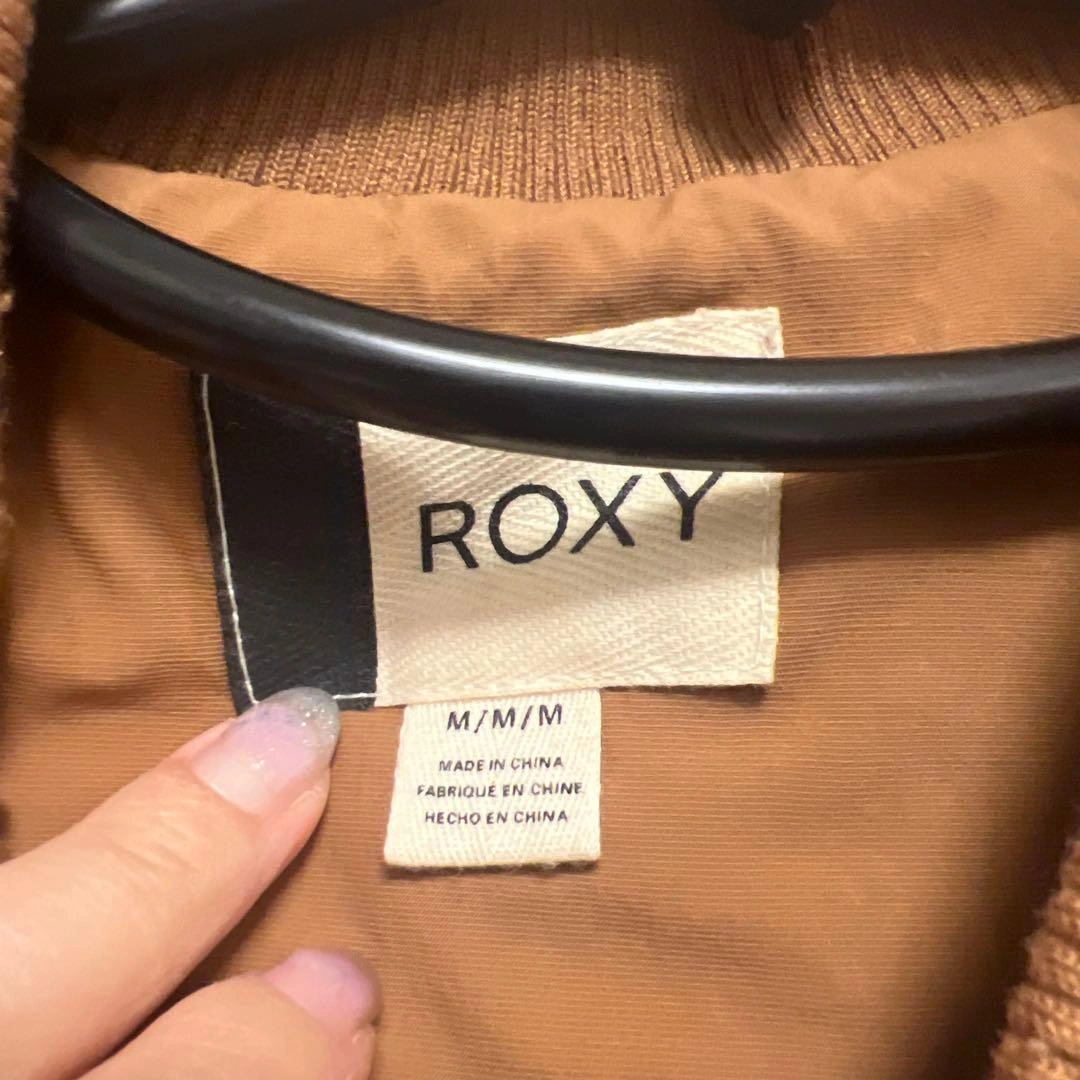 ROXY
M/M/M
MADE IN CHINA
FABRIQUÉ EN CHINE
HECHO EN CHINA